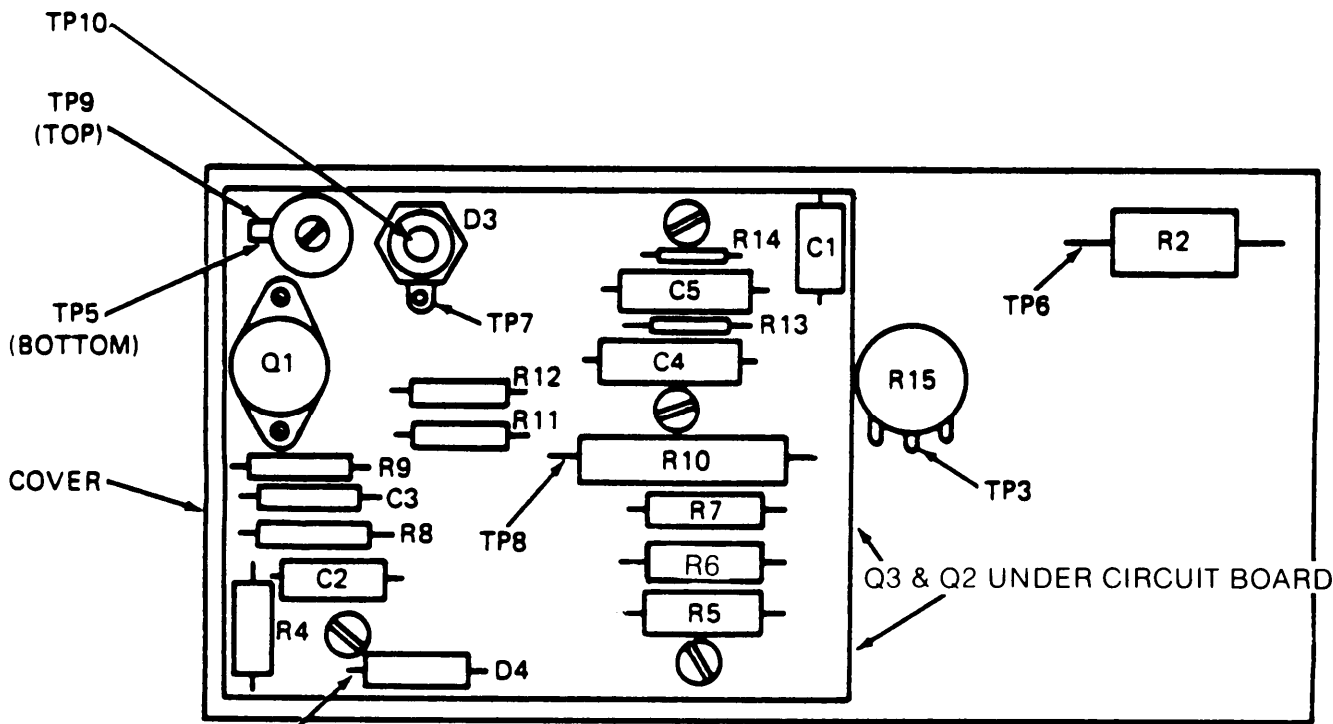 TP10
TP9
(TOP)
D3
R14
C1
R2
C5
TP6
TP5
(BOTTOM)
TP7
R13
Q1
C4
R15
R12
R11
R9
R10
COVER
C3
TP3
R7
R8
TP8
R6
C2
Q3 & Q2 UNDER CIRCUIT BOARD
R5
R4
D4